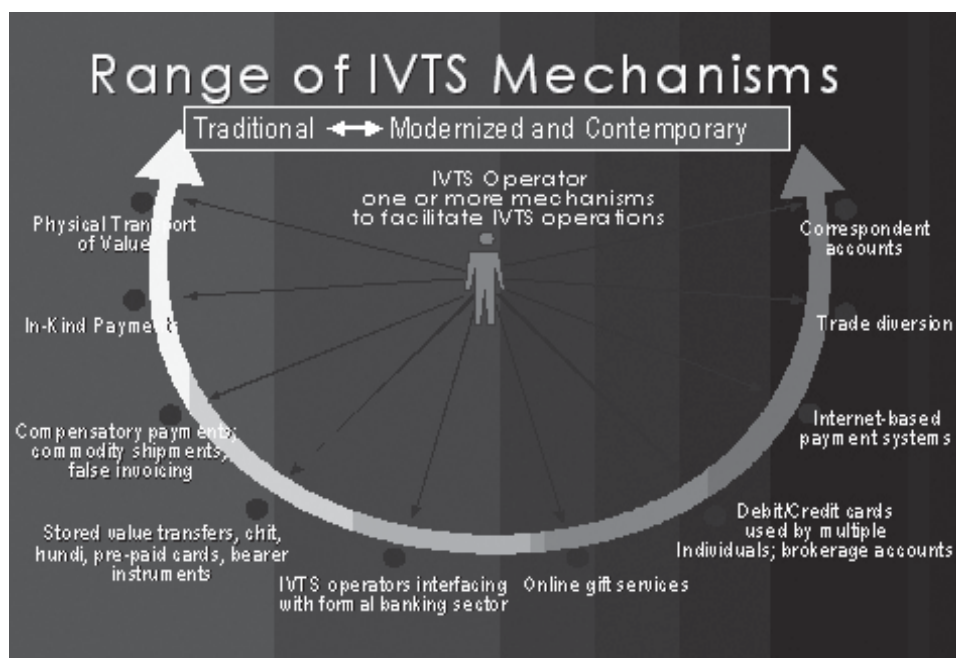 Range of IVTS Mechanisms
Traditional Modernized and Contemporary
IVTS Operator
one or more mechanisms
to facilitate IVTS operations
Physical Transport
of Value
In-Kind Payments
Compensatory payments;
commodity shipments;
false invoicing
Stored value transfers, chit,
hundi, pre-paid cards, bearer
instruments
IVTS operators interfacing
with formal banking sector
Online gift services
Debit/Credit cards
used by multiple
Individuals; brokerage accounts
Internet-based
payment systems
Trade diversion
Correspondent
accounts